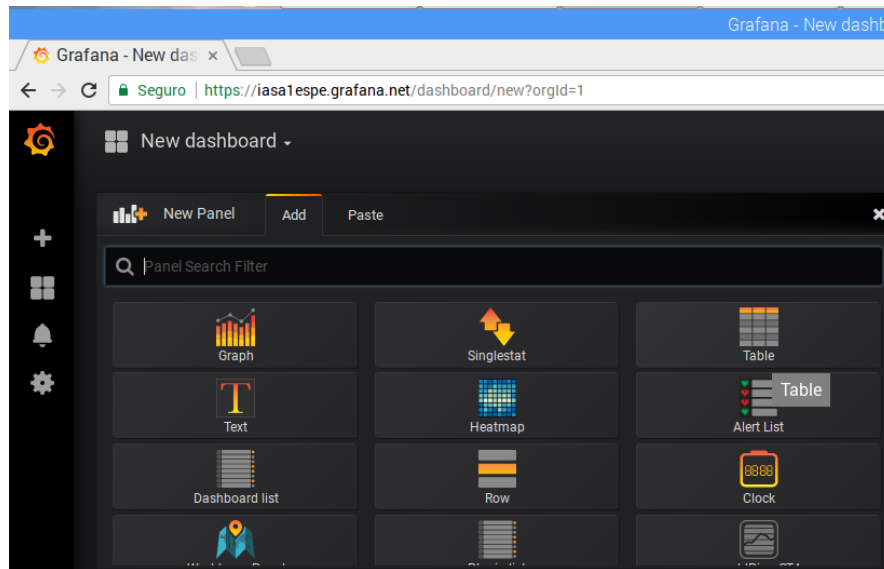 Grafana - New dashb
Grafana - New das
Seguro https://iasa1espe.grafana.net/dashboard/new?orgId=1
New dashboard
New Panel Add Paste
Panel Search Filter
Graph Singlestat Table
Text Heatmap Alert List
Table
Dashboard list Row Clock